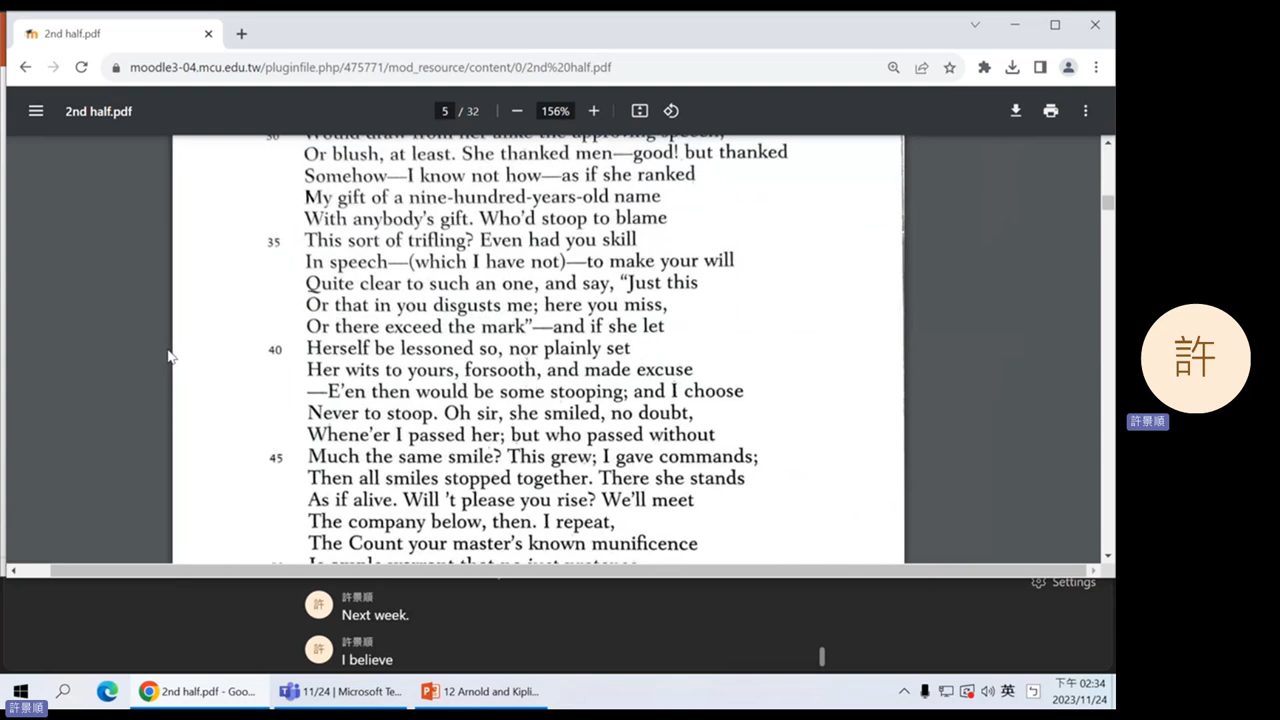 2nd half.pdf
moodle3-04.mcu.edu.tw/pluginfile.php/475771/mod_resource/content/0/2nd%20half.pdf
2nd half.pdf
5 / 32
156%
30 Would draw from her alike the approving speech,
Or blush, at least. She thanked men—good! but thanked
Somehow—I know not how—as if she ranked
My gift of a nine-hundred-years-old name
With anybody's gift. Who'd stoop to blame
35 This sort of trifling? Even had you skill
In speech—(which I have not)—to make your will
Quite clear to such an one, and say, “Just this
Or that in you disgusts me; here you miss,
Or there exceed the mark”—and if she let
40 Herself be lessoned so, nor plainly set
Her wits to yours, forsooth, and made excuse
—E'en then would be some stooping; and I choose
Never to stoop. Oh sir, she smiled, no doubt,
Whene'er I passed her; but who passed without
45 Much the same smile? This grew; I gave commands;
Then all smiles stopped together. There she stands
As if alive. Will 't please you rise? We'll meet
The company below, then. I repeat,
The Count your master's known munificence
許
許景順
Settings
許 許景順
Next week.
許 許景順
I believe
2nd half.pdf - Goo...
11/24 | Microsoft Te...
12 Arnold and Kipli...
英
下午 02:34
2023/11/24
許景順